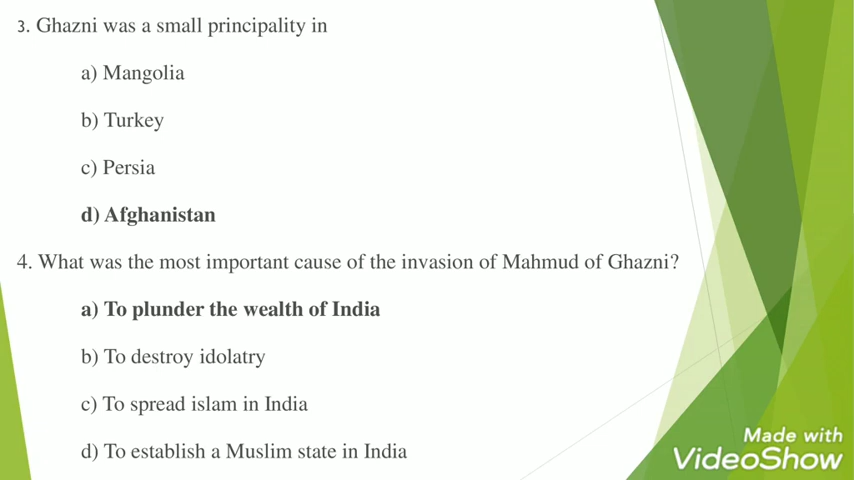 3. Ghazni was a small principality in
a) Mangolia
b) Turkey
c) Persia
d) Afghanistan
4. What was the most important cause of the invasion of Mahmud of Ghazni?
a) To plunder the wealth of India
b) To destroy idolatry
c) To spread islam in India
d) To establish a Muslim state in India
Made with
VideoShow